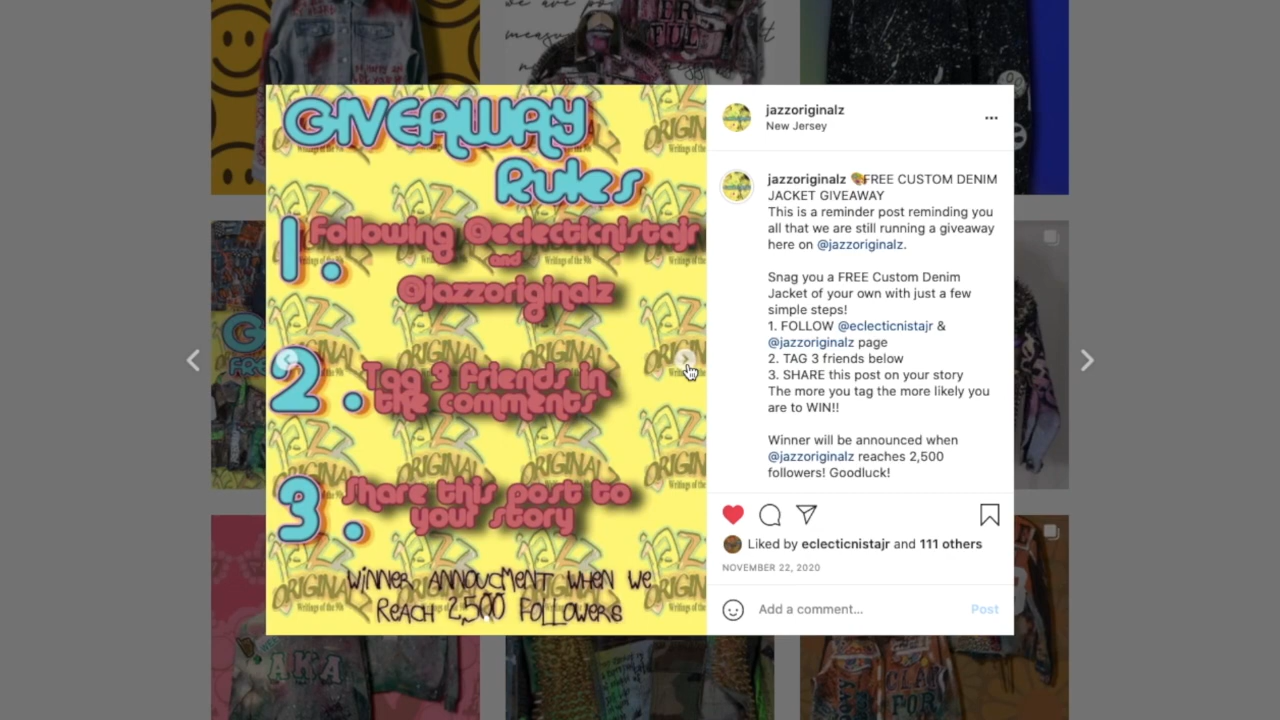 GIVEAWAY
Rules
1. Following @eclecticnistajr
and
@jazzoriginalz
2. Tag 3 friends in
the comments
3. Share this post to
your story
WINNER ANNOUCMENT WHEN WE
REACH 2,500 FOLLOWERS
jazzoriginalz
New Jersey
jazzoriginalz 🎨FREE CUSTOM DENIM
JACKET GIVEAWAY
This is a reminder post reminding you
all that we are still running a giveaway
here on @jazzoriginalz.
Snag you a FREE Custom Denim
Jacket of your own with just a few
simple steps!
1. FOLLOW @eclecticnistajr &
@jazzoriginalz page
2. TAG 3 friends below
3. SHARE this post on your story
The more you tag the more likely you
are to WIN!!
Winner will be announced when
@jazzoriginalz reaches 2,500
followers! Goodluck!
Liked by eclecticnistajr and 111 others
NOVEMBER 22, 2020
Add a comment...
Post
AKA